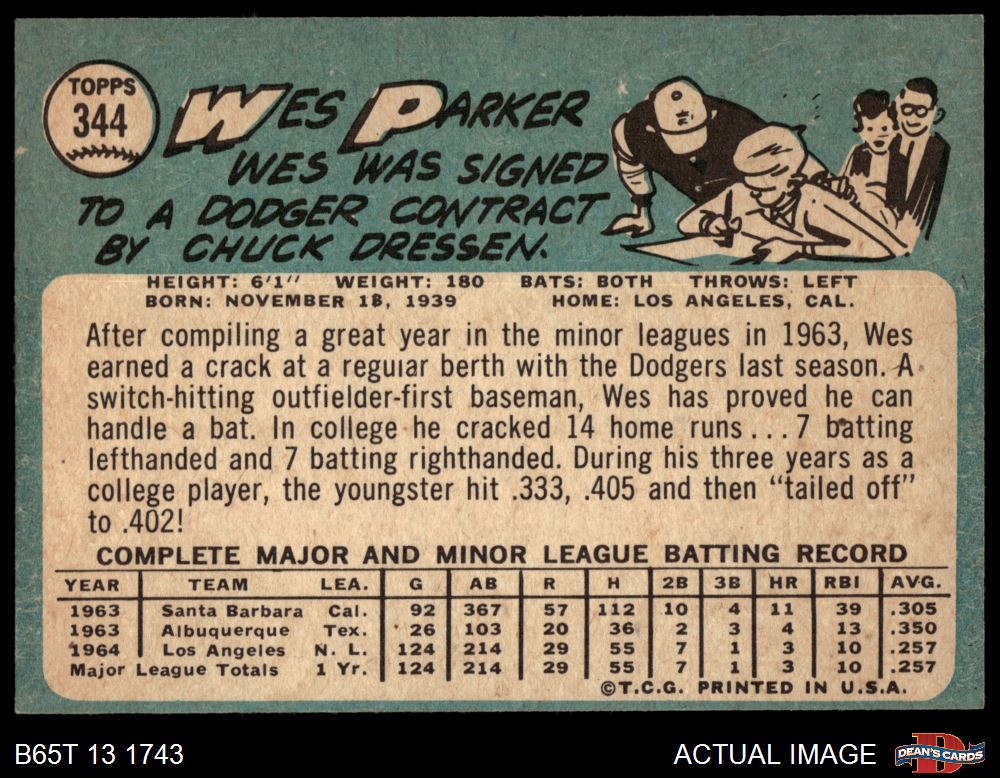 TOPPS
344
WES PARKER
WES WAS SIGNED
TO A DODGER CONTRACT
BY CHUCK DRESSEN.
HEIGHT: 6'1" WEIGHT: 180 BATS: BOTH THROWS: LEFT
BORN: NOVEMBER 18, 1939 HOME: LOS ANGELES, CAL.
After compiling a great year in the minor leagues in 1963, Wes
earned a crack at a regular berth with the Dodgers last season. A
switch-hitting outfielder-first baseman, Wes has proved he can
handle a bat. In college he cracked 14 home runs...7 batting
lefthanded and 7 batting righthanded. During his three years as a
college player, the youngster hit .333, .405 and then "tailed off"
to .402!
COMPLETE MAJOR AND MINOR LEAGUE BATTING RECORD
YEAR TEAM LEA. G AB R H 2B 3B HR RBI AVG.
1963 Santa Barbara Cal. 92 367 57 112 10 4 11 39 .305
1963 Albuquerque Tex. 26 103 20 36 2 3 4 13 .350
1964 Los Angeles N. L. 124 214 29 55 7 1 3 10 .257
Major League Totals 1 Yr. 124 214 29 55 7 1 3 10 .257
©T.C.G. PRINTED IN U.S.A.
B65T 13 1743 ACTUAL IMAGE DEAN'S CARDS